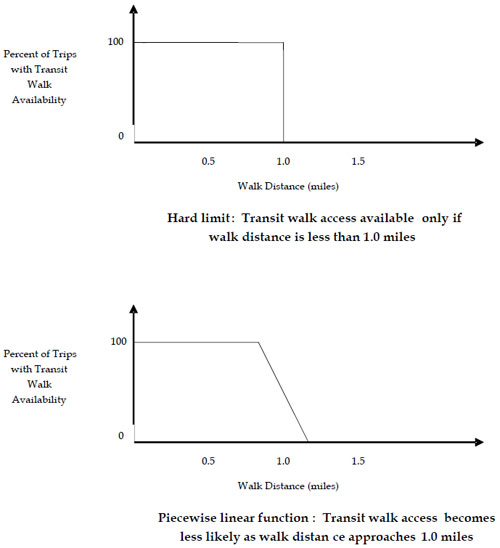 100
Percent of Trips
with Transit
Walk
Availability
0
0.5 1.0 1.5
Walk Distance (miles)
Hard limit: Transit walk access available only if
walk distance is less than 1.0 miles
100
Percent of Trips
with Transit
Walk
Availability
0
0.5 1.0 1.5
Walk Distance (miles)
Piecewise linear function : Transit walk access becomes
less likely as walk distan ce approaches 1.0 miles